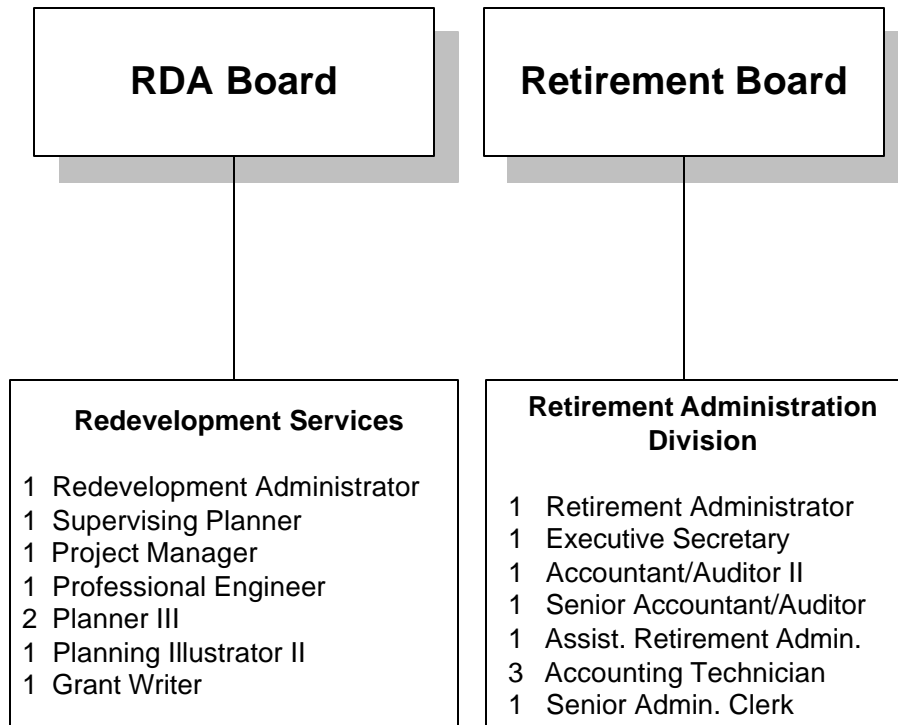 RDA Board
Retirement Board
Redevelopment Services
1 Redevelopment Administrator
1 Supervising Planner
1 Project Manager
1 Professional Engineer
2 Planner III
1 Planning Illustrator II
1 Grant Writer
Retirement Administration
Division
1 Retirement Administrator
1 Executive Secretary
1 Accountant/Auditor II
1 Senior Accountant/Auditor
1 Assist. Retirement Admin.
3 Accounting Technician
1 Senior Admin. Clerk